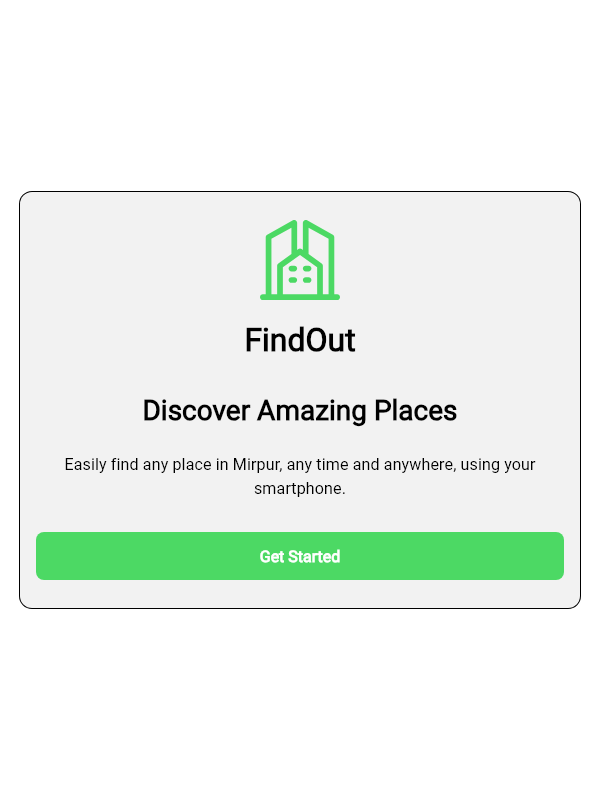 FindOut
Discover Amazing Places
Easily find any place in Mirpur, any time and anywhere, using your
smartphone.
Get Started